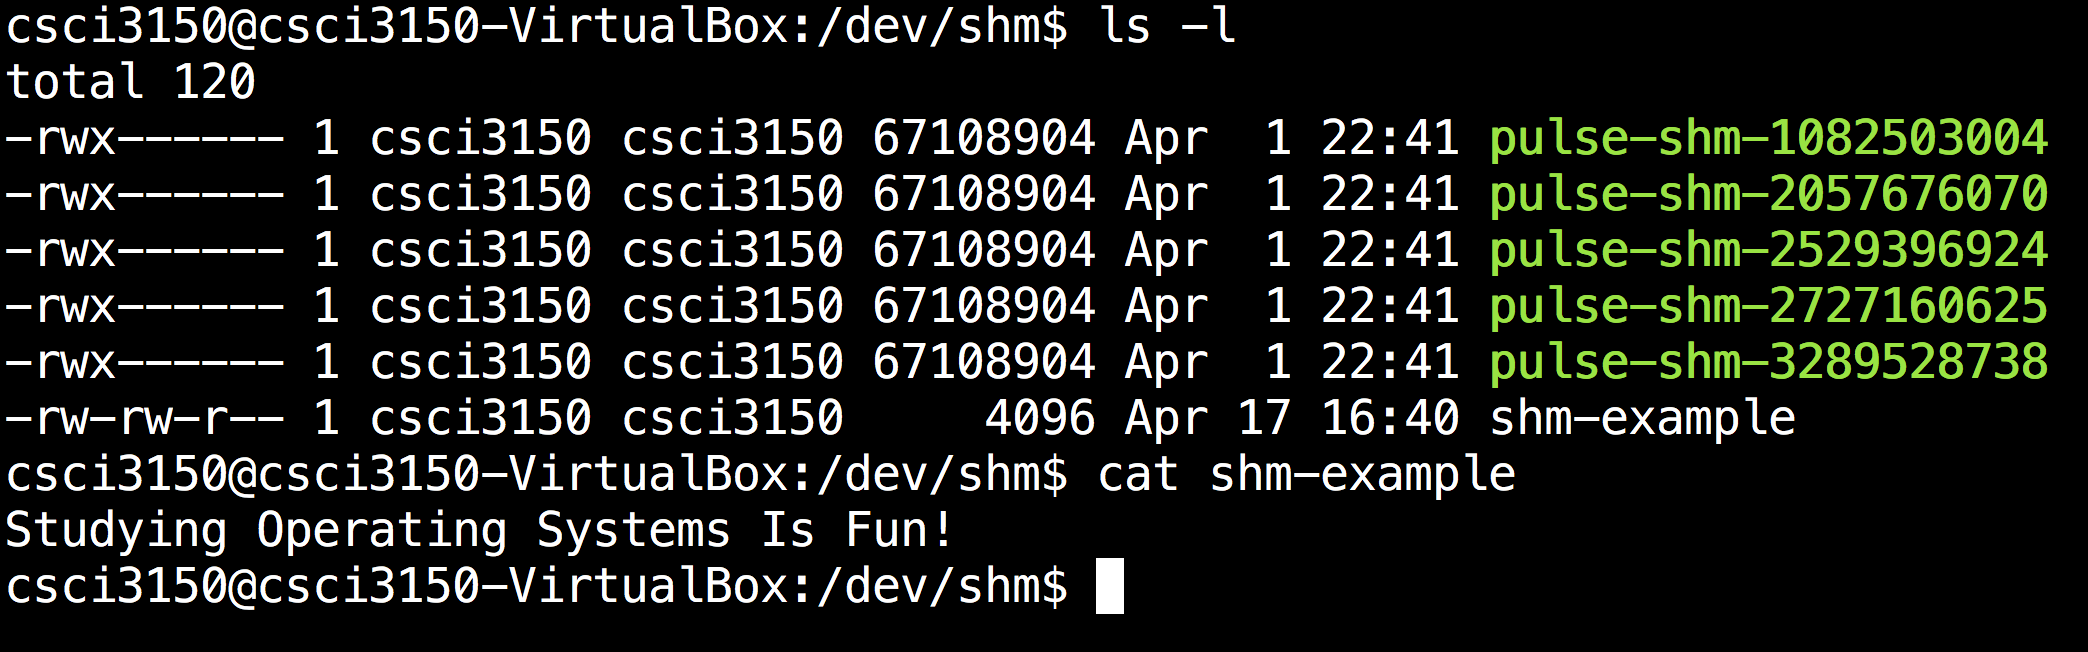 csci3150@csci3150-VirtualBox:/dev/shm$ ls -l
total 120
-rwx------ 1 csci3150 csci3150 67108904 Apr  1 22:41 pulse-shm-1082503004
-rwx------ 1 csci3150 csci3150 67108904 Apr  1 22:41 pulse-shm-2057676070
-rwx------ 1 csci3150 csci3150 67108904 Apr  1 22:41 pulse-shm-2529396924
-rwx------ 1 csci3150 csci3150 67108904 Apr  1 22:41 pulse-shm-2727160625
-rwx------ 1 csci3150 csci3150 67108904 Apr  1 22:41 pulse-shm-3289528738
-rw-rw-r-- 1 csci3150 csci3150     4096 Apr 17 16:40 shm-example
csci3150@csci3150-VirtualBox:/dev/shm$ cat shm-example
Studying Operating Systems Is Fun!
csci3150@csci3150-VirtualBox:/dev/shm$